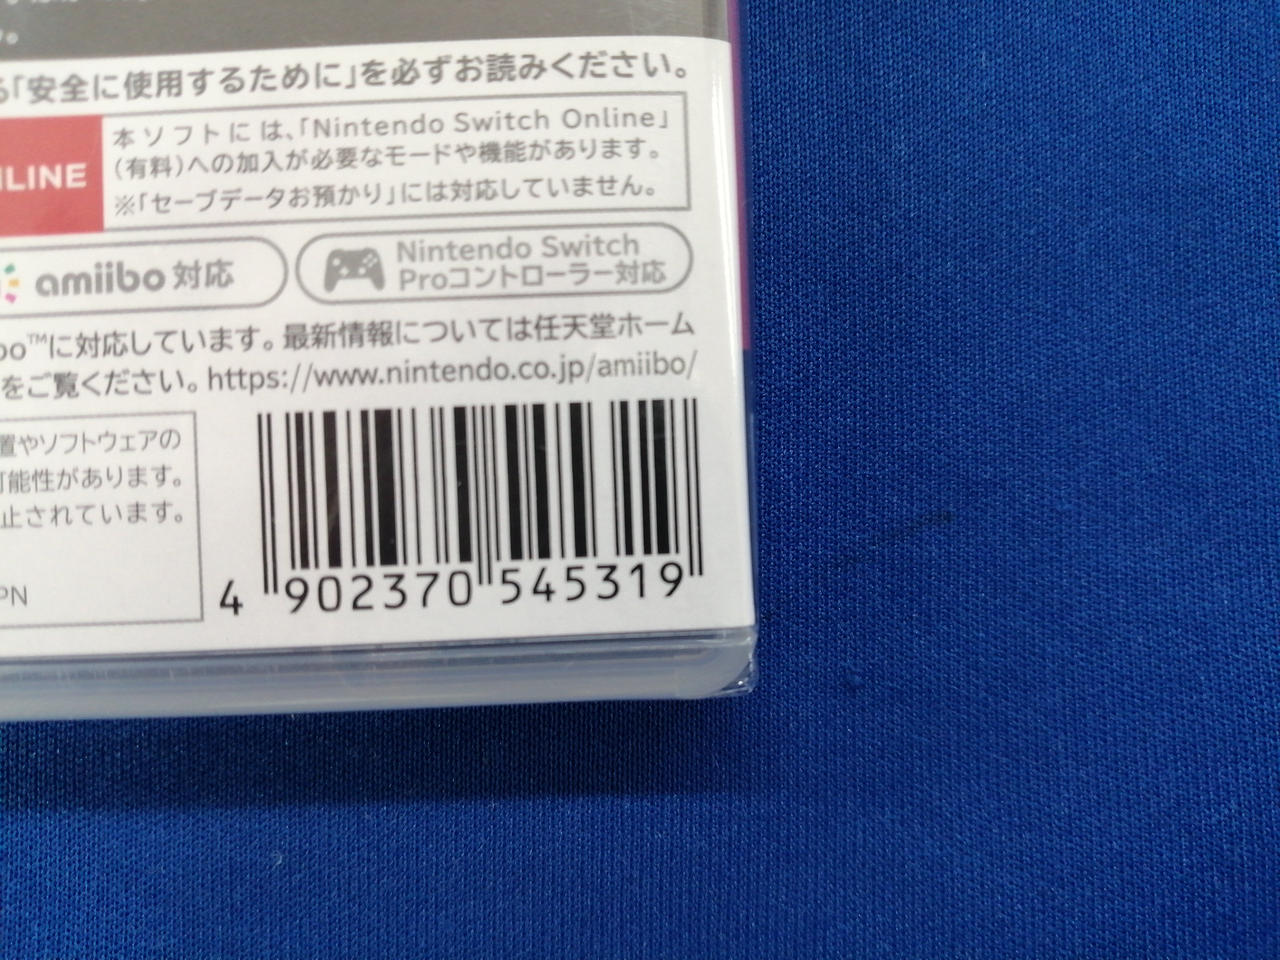 「安全に使用するために」を必ずお読みください。
本ソフトには、「Nintendo Switch Online」
(有料)への加入が必要なモードや機能があります。
※「セーブデータお預かり」には対応していません。
NLINE
amiibo 対応
Nintendo Switch
Proコントローラー対応
bo™に対応しています。最新情報については任天堂ホーム
をご覧ください。https://www.nintendo.co.jp/amiibo/
置やソフトウェアの
可能性があります。
止されています。
PN
4 902370 545319